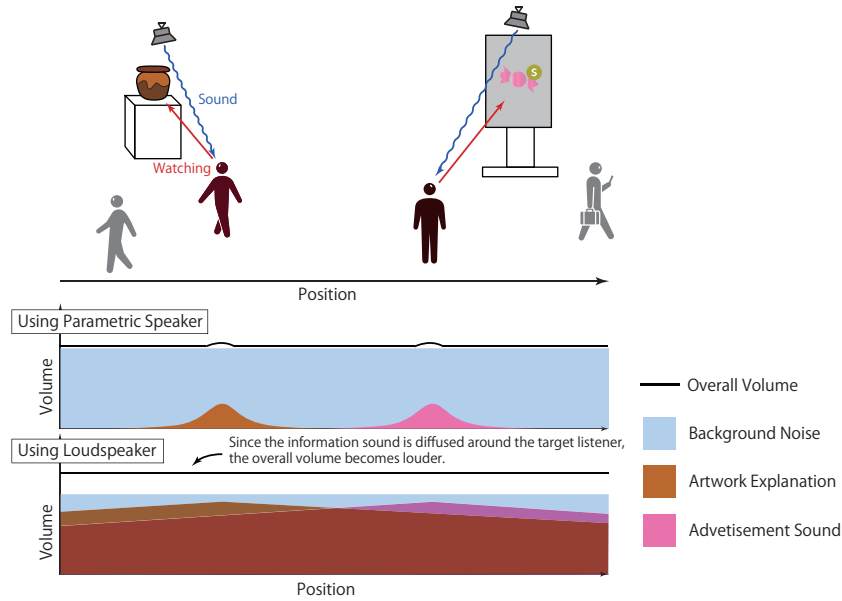 S
Sound
Watching
Position
Using Parametric Speaker
Volume
Using Loudspeaker
Since the information sound is diffused around the target listener,
the overall volume becomes louder.
Volume
Position
Overall Volume
Background Noise
Artwork Explanation
Advetisement Sound